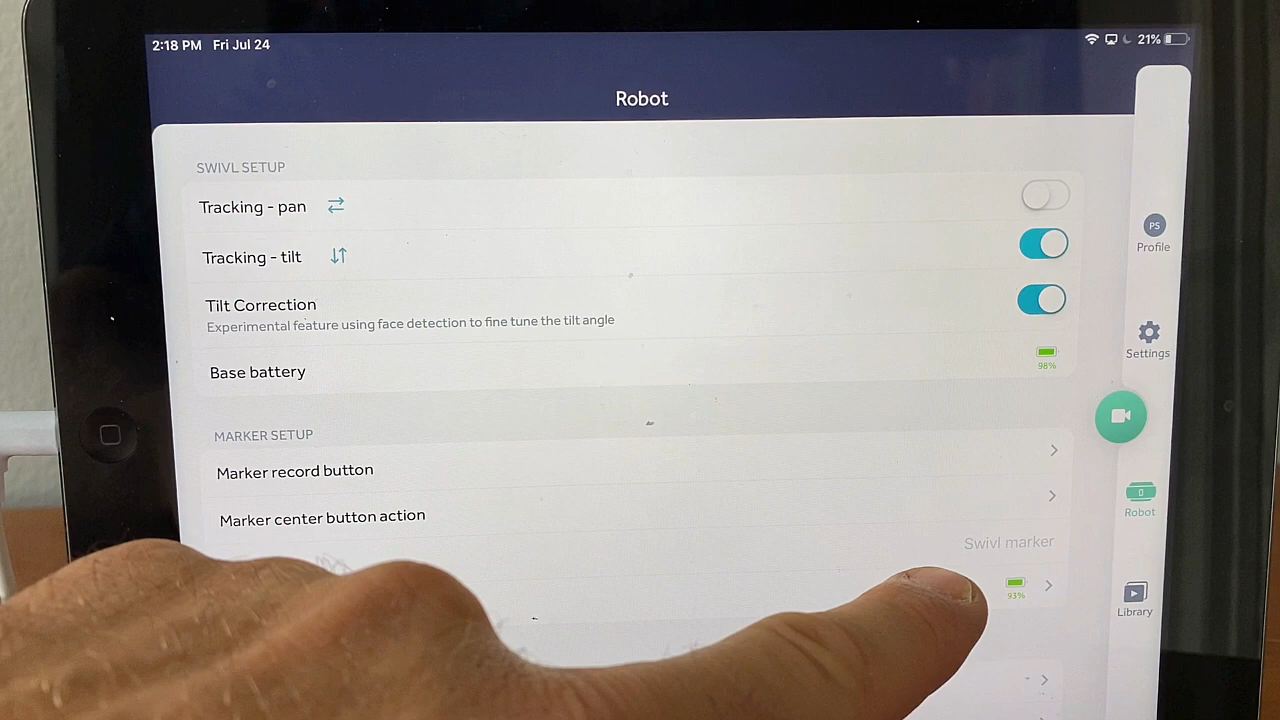 2:18 PM Fri Jul 24
21%
Robot
SWIVL SETUP
Tracking - pan
Tracking - tilt
Tilt Correction
Experimental feature using face detection to fine tune the tilt angle
Base battery
98%
MARKER SETUP
Marker record button
Marker center button action
Swivl marker
93%
-
PS
Profile
Settings
0
Robot
Library